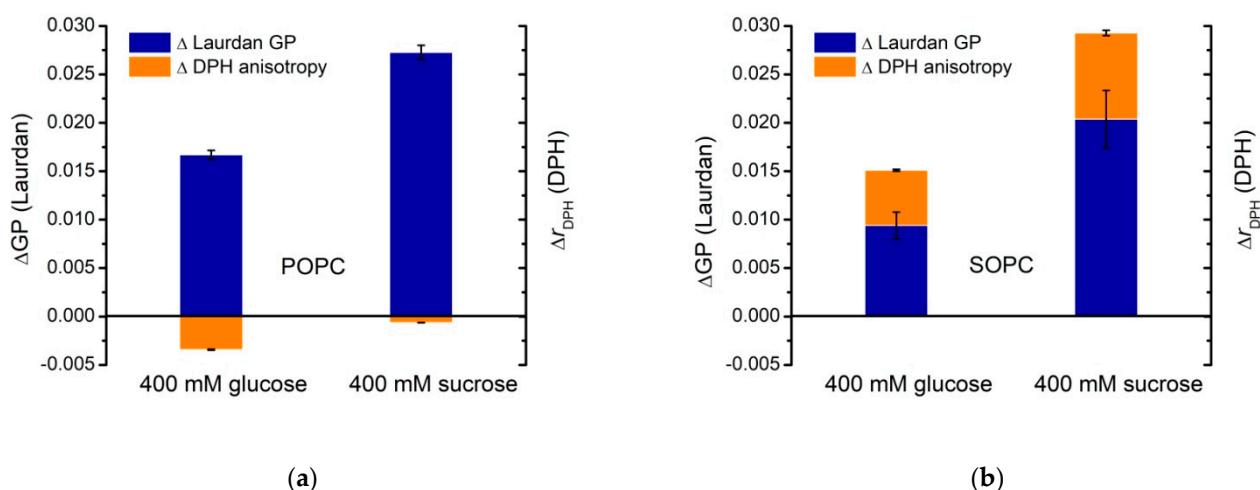 0.030
0.025
0.020
0.015
0.010
0.005
0.000
-0.005
ΔGP (Laurdan)
Δ Laurdan GP
Δ DPH anisotropy
POPC
400 mM glucose
400 mM sucrose
Δr_DPH (DPH)
(a)
0.030
0.025
0.020
0.015
0.010
0.005
0.000
-0.005
ΔGP (Laurdan)
Δ Laurdan GP
Δ DPH anisotropy
SOPC
400 mM glucose
400 mM sucrose
Δr_DPH (DPH)
(b)